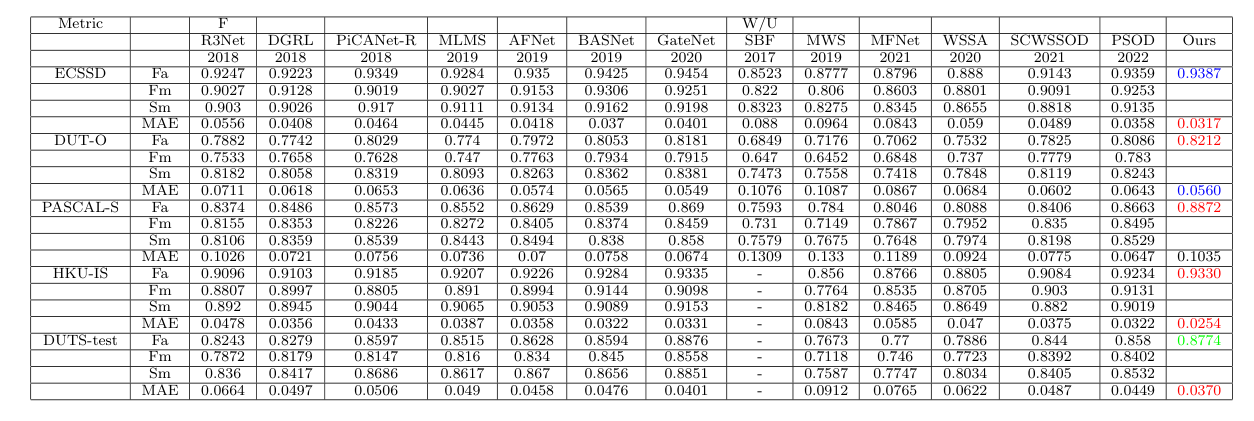 Metric F W/U
R3Net DGRL PiCANet-R MLMS AFNet BASNet GateNet SBF MWS MFNet WSSA SCWSSOD PSOD Ours
2018 2018 2018 2019 2019 2019 2020 2017 2019 2021 2020 2021 2022
ECSSD Fa 0.9247 0.9223 0.9349 0.9284 0.935 0.9425 0.9454 0.8523 0.8777 0.8796 0.888 0.9143 0.9359 0.9387
Fm 0.9027 0.9128 0.9019 0.9027 0.9153 0.9306 0.9251 0.822 0.806 0.8603 0.8801 0.9091 0.9253
Sm 0.903 0.9026 0.917 0.9111 0.9134 0.9162 0.9198 0.8323 0.8275 0.8345 0.8655 0.8818 0.9135
MAE 0.0556 0.0408 0.0464 0.0445 0.0418 0.037 0.0401 0.088 0.0964 0.0843 0.059 0.0489 0.0358 0.0317
DUT-O Fa 0.7882 0.7742 0.8029 0.774 0.7972 0.8053 0.8181 0.6849 0.7176 0.7062 0.7532 0.7825 0.8086 0.8212
Fm 0.7533 0.7658 0.7628 0.747 0.7763 0.7934 0.7915 0.647 0.6452 0.6848 0.737 0.7779 0.783
Sm 0.8182 0.8058 0.8319 0.8093 0.8263 0.8362 0.8381 0.7473 0.7558 0.7418 0.7848 0.8119 0.8243
MAE 0.0711 0.0618 0.0653 0.0636 0.0574 0.0565 0.0549 0.1076 0.1087 0.0867 0.0684 0.0602 0.0643 0.0560
PASCAL-S Fa 0.8374 0.8486 0.8573 0.8552 0.8629 0.8539 0.869 0.7593 0.784 0.8046 0.8088 0.8406 0.8663 0.8872
Fm 0.8155 0.8353 0.8226 0.8272 0.8405 0.8374 0.8459 0.731 0.7149 0.7867 0.7952 0.835 0.8495
Sm 0.8106 0.8359 0.8539 0.8443 0.8494 0.838 0.858 0.7579 0.7675 0.7648 0.7974 0.8198 0.8529
MAE 0.1026 0.0721 0.0756 0.0736 0.07 0.0758 0.0674 0.1309 0.133 0.1189 0.0924 0.0775 0.0647 0.1035
HKU-IS Fa 0.9096 0.9103 0.9185 0.9207 0.9226 0.9284 0.9335 - 0.856 0.8766 0.8805 0.9084 0.9234 0.9330
Fm 0.8807 0.8997 0.8805 0.891 0.8994 0.9144 0.9098 - 0.7764 0.8535 0.8705 0.903 0.9131
Sm 0.892 0.8945 0.9044 0.9065 0.9053 0.9089 0.9153 - 0.8182 0.8465 0.8649 0.882 0.9019
MAE 0.0478 0.0356 0.0433 0.0387 0.0358 0.0322 0.0331 - 0.0843 0.0585 0.047 0.0375 0.0322 0.0254
DUTS-test Fa 0.8243 0.8279 0.8597 0.8515 0.8628 0.8594 0.8876 - 0.7673 0.77 0.7886 0.844 0.858 0.8774
Fm 0.7872 0.8179 0.8147 0.816 0.834 0.845 0.8558 - 0.7118 0.746 0.7723 0.8392 0.8402
Sm 0.836 0.8417 0.8686 0.8617 0.867 0.8656 0.8851 - 0.7587 0.7747 0.8034 0.8405 0.8532
MAE 0.0664 0.0497 0.0506 0.049 0.0458 0.0476 0.0401 - 0.0912 0.0765 0.0622 0.0487 0.0449 0.0370